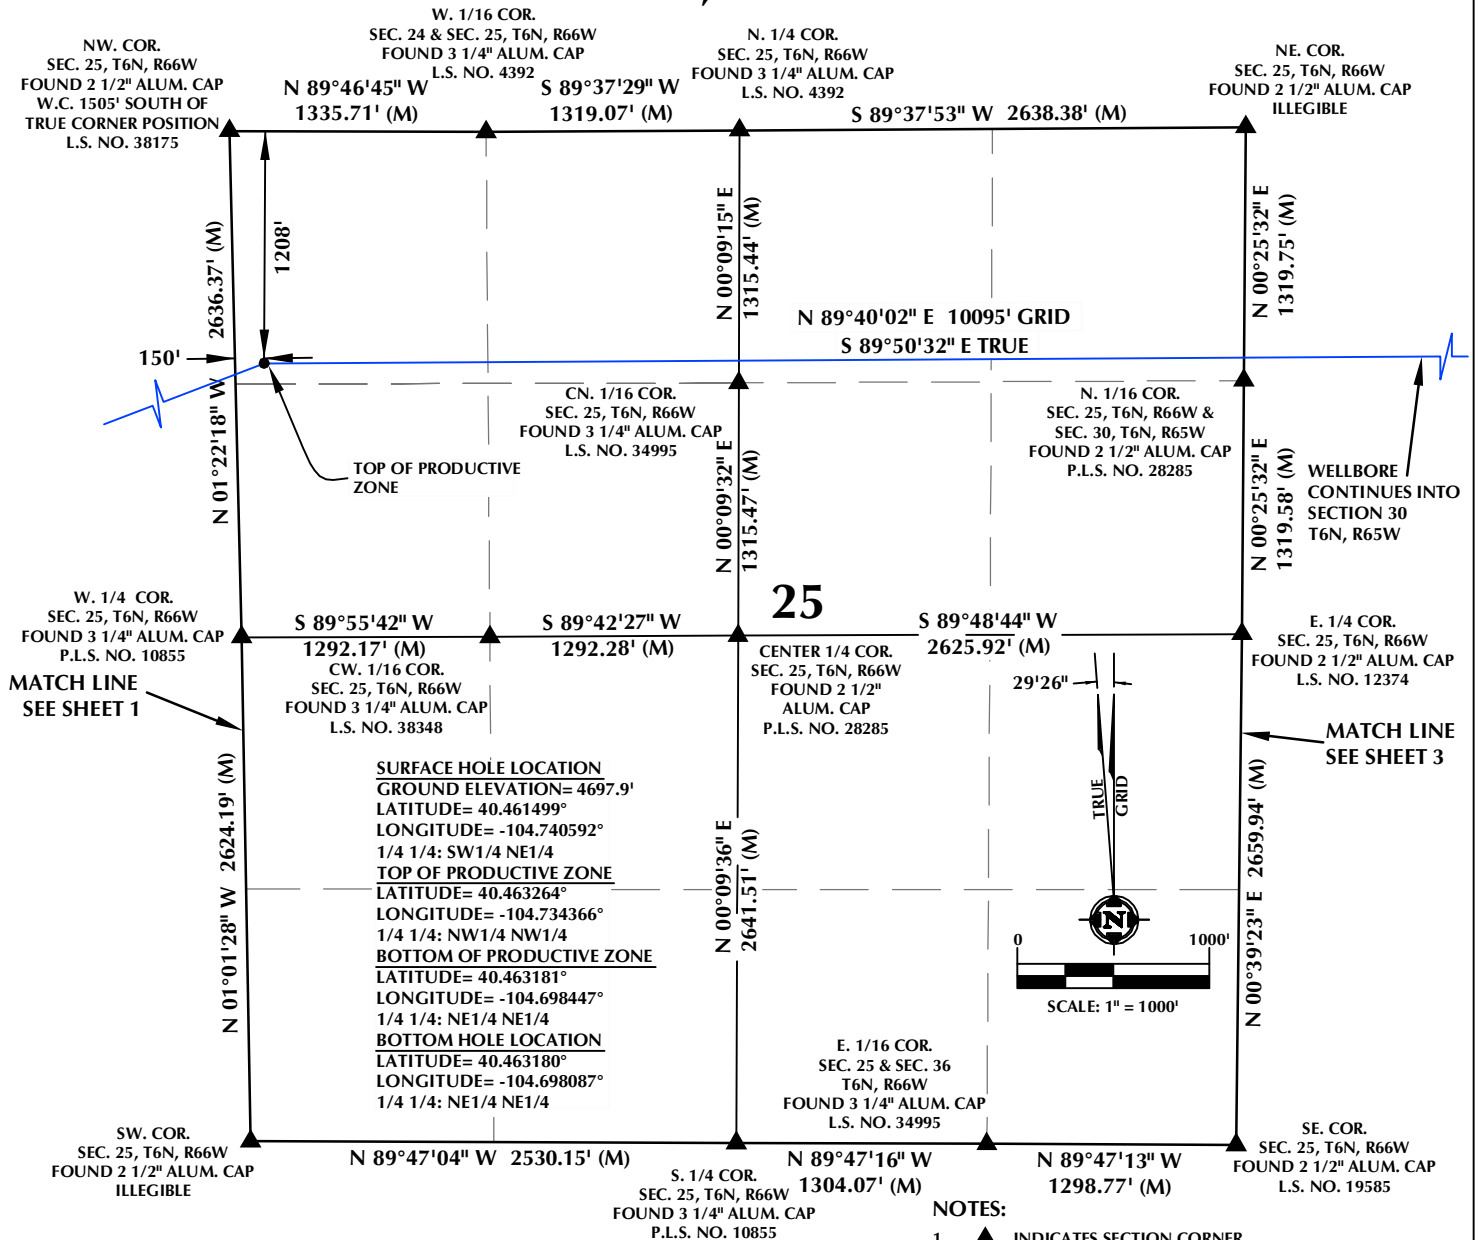 W. 1/16 COR.
SEC. 24 & SEC. 25, T6N, R66W
FOUND 3 1/4" ALUM. CAP
L.S. NO. 4392
N. 1/4 COR.
SEC. 25, T6N, R66W
FOUND 3 1/4" ALUM. CAP
L.S. NO. 4392
NW. COR.
SEC. 25, T6N, R66W
FOUND 2 1/2" ALUM. CAP
W.C. 1505' SOUTH OF
TRUE CORNER POSITION
L.S. NO. 38175
NE. COR.
SEC. 25, T6N, R66W
FOUND 2 1/2" ALUM. CAP
ILLEGIBLE
N 89°46'45" W
1335.71' (M)
S 89°37'29" W
1319.07' (M)
S 89°37'53" W 2638.38' (M)
1208'
2636.37' (M)
N 01°22'18" W
N 00°09'15" E
1315.44' (M)
N 00°25'32" E
1319.75' (M)
N 89°40'02" E 10095' GRID
S 89°50'32" E TRUE
150'
CN. 1/16 COR.
SEC. 25, T6N, R66W
FOUND 3 1/4" ALUM. CAP
L.S. NO. 34995
N. 1/16 COR.
SEC. 25, T6N, R66W &
SEC. 30, T6N, R65W
FOUND 2 1/2" ALUM. CAP
P.L.S. NO. 28285
TOP OF PRODUCTIVE
ZONE
N 00°09'32" E
1315.47' (M)
N 00°25'32" E
1319.58' (M)
WELLBORE
CONTINUES INTO
SECTION 30
T6N, R65W
25
W. 1/4 COR.
SEC. 25, T6N, R66W
FOUND 3 1/4" ALUM. CAP
P.L.S. NO. 10855
S 89°55'42" W
1292.17' (M)
S 89°42'27" W
1292.28' (M)
S 89°48'44" W
2625.92' (M)
E. 1/4 COR.
SEC. 25, T6N, R66W
FOUND 2 1/2" ALUM. CAP
L.S. NO. 12374
CW. 1/16 COR.
SEC. 25, T6N, R66W
FOUND 3 1/4" ALUM. CAP
L.S. NO. 38348
CENTER 1/4 COR.
SEC. 25, T6N, R66W
FOUND 2 1/2"
ALUM. CAP
P.L.S. NO. 28285
MATCH LINE
SEE SHEET 1
29'26"
MATCH LINE
SEE SHEET 3
N 01°01'28" W 2624.19' (M)
SURFACE HOLE LOCATION
GROUND ELEVATION= 4697.9'
LATITUDE= 40.461499°
LONGITUDE= -104.740592°
1/4 1/4: SW1/4 NE1/4
TOP OF PRODUCTIVE ZONE
LATITUDE= 40.463264°
LONGITUDE= -104.734366°
1/4 1/4: NW1/4 NW1/4
BOTTOM OF PRODUCTIVE ZONE
LATITUDE= 40.463181°
LONGITUDE= -104.698447°
1/4 1/4: NE1/4 NE1/4
BOTTOM HOLE LOCATION
LATITUDE= 40.463180°
LONGITUDE= -104.698087°
1/4 1/4: NE1/4 NE1/4
N 00°09'36" E
2641.51' (M)
TRUE
GRID
N
0 1000'
SCALE: 1" = 1000'
N 00°39'23" E 2659.94' (M)
E. 1/16 COR.
SEC. 25 & SEC. 36
T6N, R66W
FOUND 3 1/4" ALUM. CAP
L.S. NO. 34995
SW. COR.
SEC. 25, T6N, R66W
FOUND 2 1/2" ALUM. CAP
ILLEGIBLE
N 89°47'04" W 2530.15' (M)
S. 1/4 COR.
SEC. 25, T6N, R66W
FOUND 3 1/4" ALUM. CAP
P.L.S. NO. 10855
N 89°47'16" W
1304.07' (M)
N 89°47'13" W
1298.77' (M)
SE. COR.
SEC. 25, T6N, R66W
FOUND 2 1/2" ALUM. CAP
L.S. NO. 19585
NOTES:
1. INDICATES SECTION CORNER